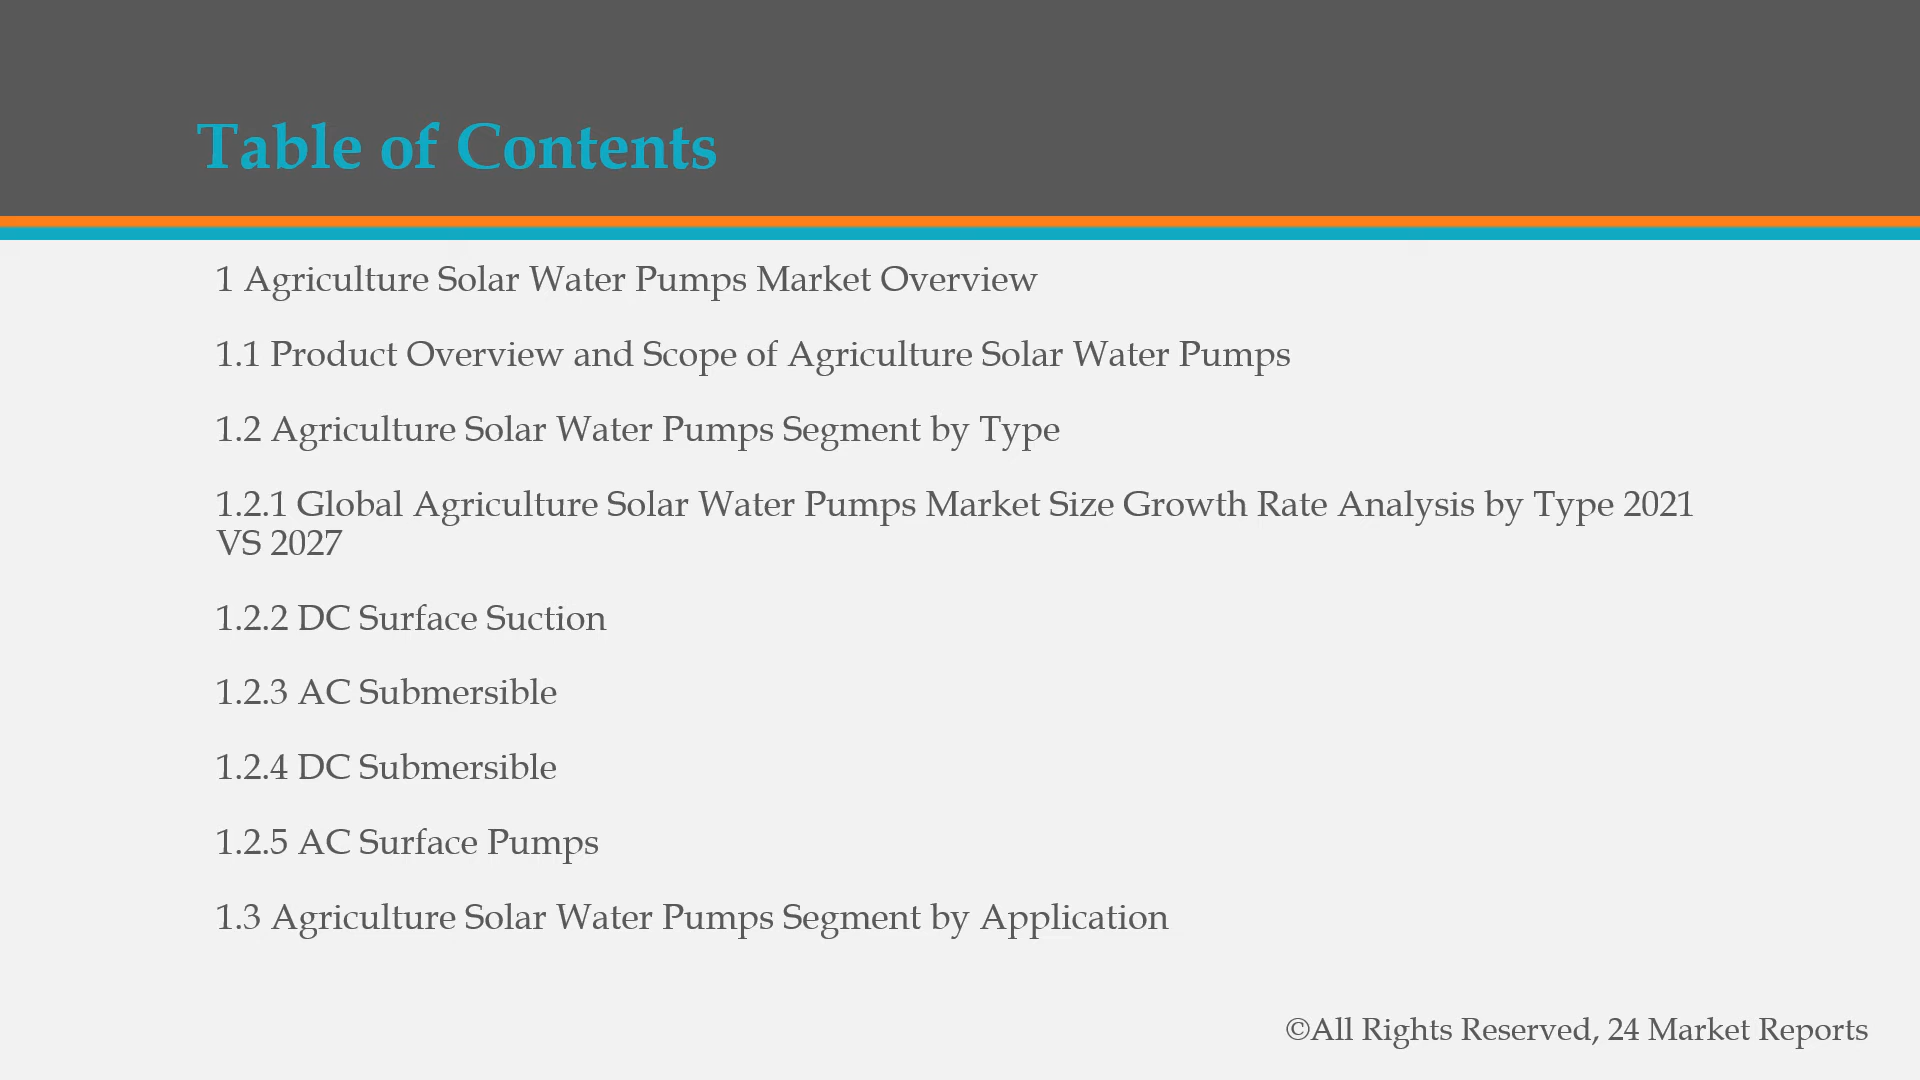 Table of Contents
1 Agriculture Solar Water Pumps Market Overview
1.1 Product Overview and Scope of Agriculture Solar Water Pumps
1.2 Agriculture Solar Water Pumps Segment by Type
1.2.1 Global Agriculture Solar Water Pumps Market Size Growth Rate Analysis by Type 2021
VS 2027
1.2.2 DC Surface Suction
1.2.3 AC Submersible
1.2.4 DC Submersible
1.2.5 AC Surface Pumps
1.3 Agriculture Solar Water Pumps Segment by Application
©All Rights Reserved, 24 Market Reports